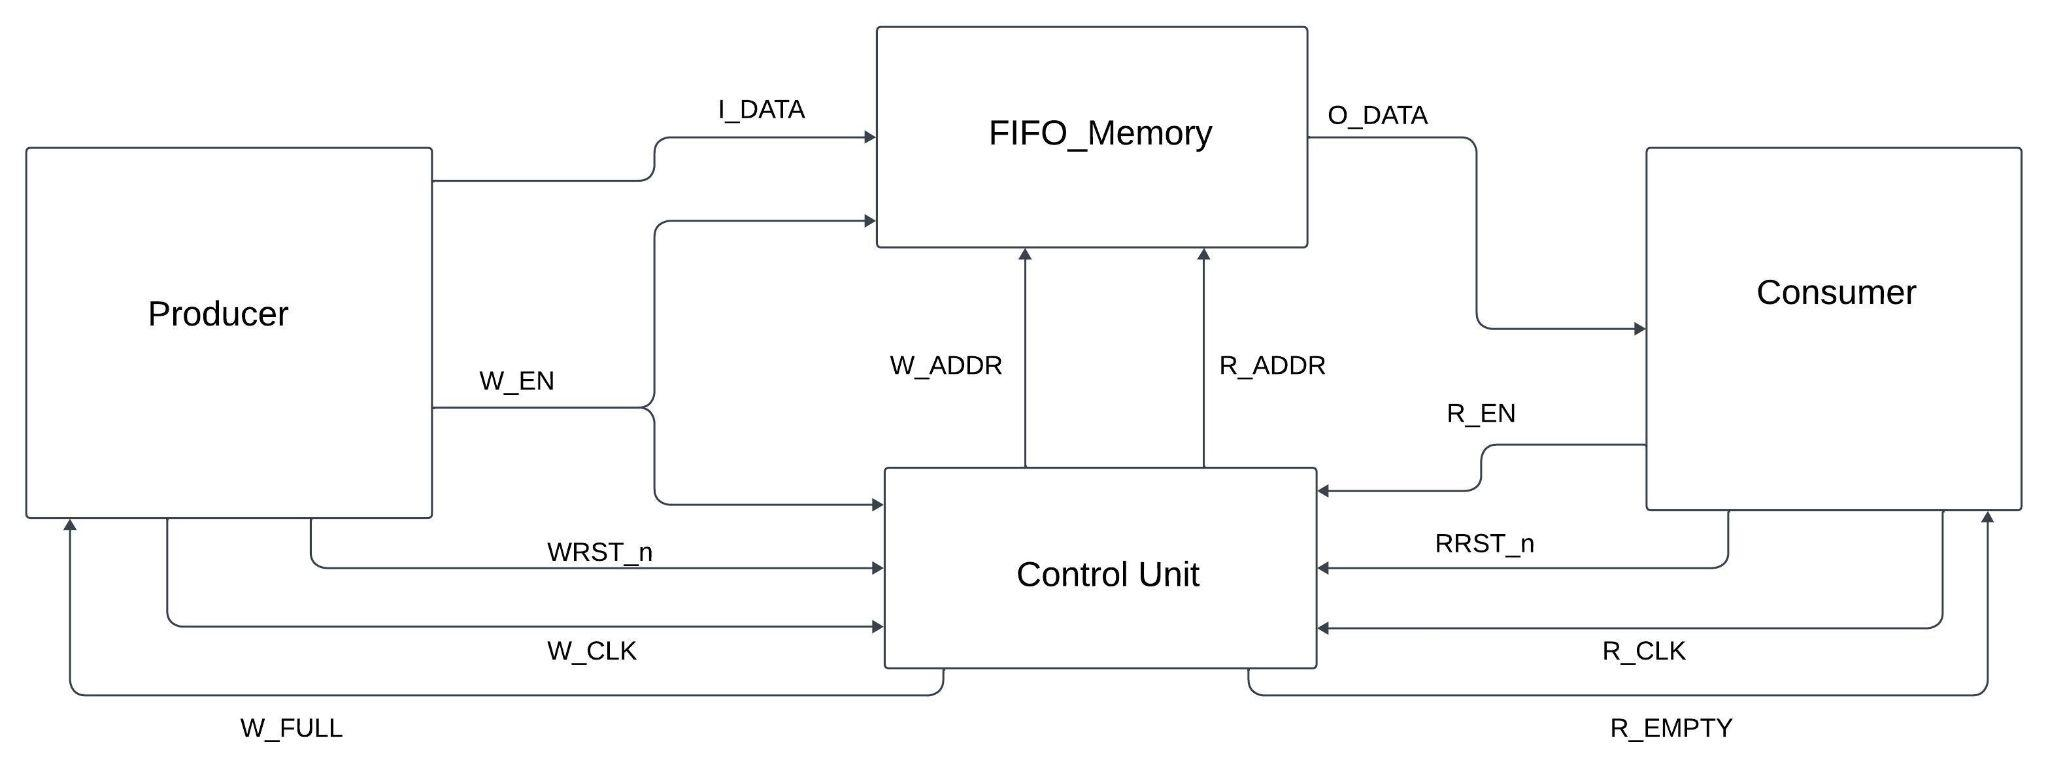 I_DATA
FIFO_Memory
O_DATA
Producer
Consumer
W_EN
W_ADDR
R_ADDR
R_EN
WRST_n
RRST_n
Control Unit
W_CLK
R_CLK
W_FULL
R_EMPTY